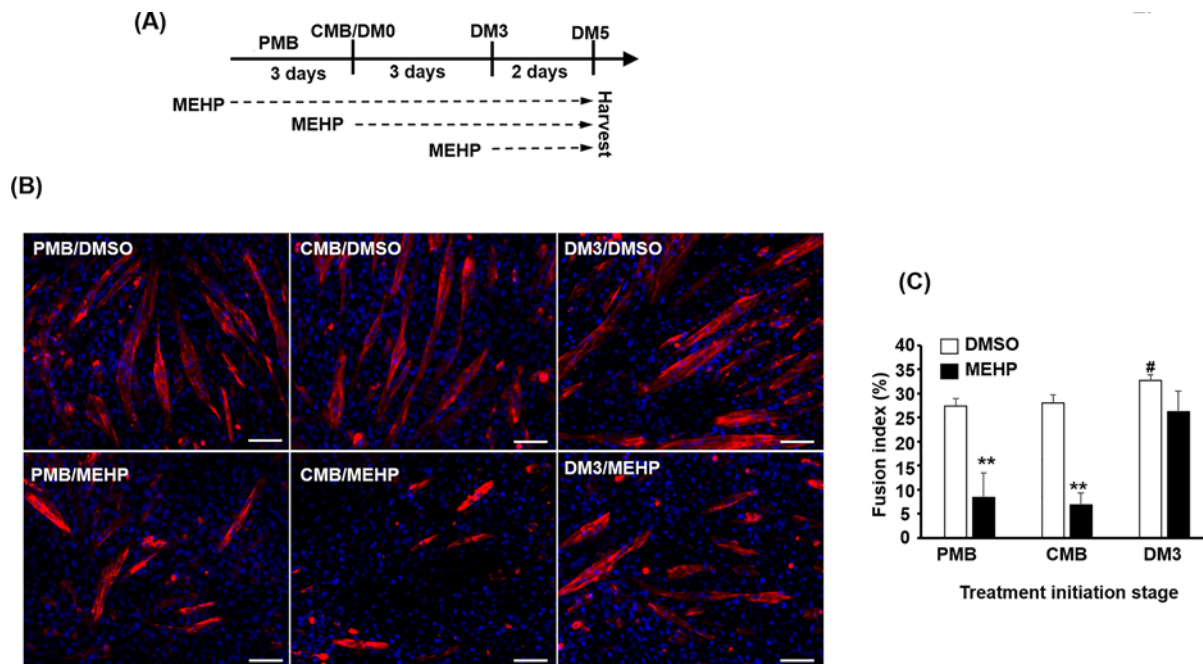 (A)
PMB
CMB/DM0
DM3
DM5
3 days
3 days
2 days
MEHP
MEHP
MEHP
Harvest
(B)
PMB/DMSO
CMB/DMSO
DM3/DMSO
PMB/MEHP
CMB/MEHP
DM3/MEHP
(C)
DMSO
MEHP
Fusion index (%)
40
35
30
25
20
15
10
5
0
**
**
#
PMB
CMB
DM3
Treatment initiation stage